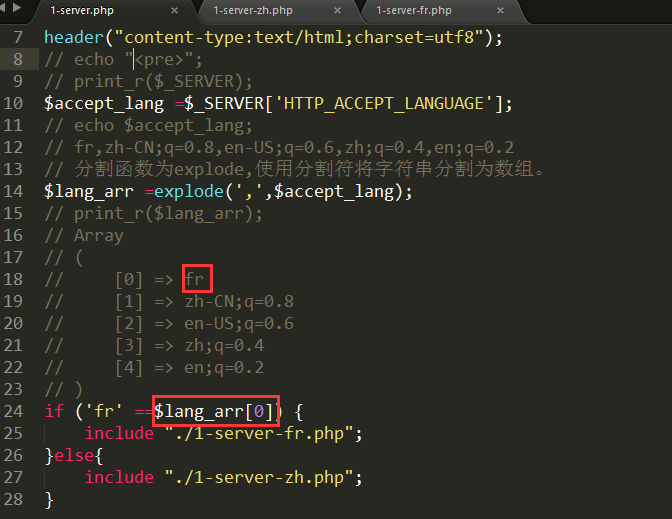 1-server.php × 1-server-zh.php × 1-server-fr.php ×
7 header("content-type:text/html;charset=utf8");
8 // echo "<pre>";
9 // print_r($_SERVER);
10 $accept_lang =$_SERVER['HTTP_ACCEPT_LANGUAGE'];
11 // echo $accept_lang;
12 // fr,zh-CN;q=0.8,en-US;q=0.6,zh;q=0.4,en;q=0.2
13 // 分割函数为explode,使用分割符将字符串分割为数组。
14 $lang_arr =explode(',',$accept_lang);
15 // print_r($lang_arr);
16 // Array
17 // (
18 //     [0] => fr
19 //     [1] => zh-CN;q=0.8
20 //     [2] => en-US;q=0.6
21 //     [3] => zh;q=0.4
22 //     [4] => en;q=0.2
23 // )
24 if ('fr' ==$lang_arr[0]) {
25     include "./1-server-fr.php";
26 }else{
27     include "./1-server-zh.php";
28 }